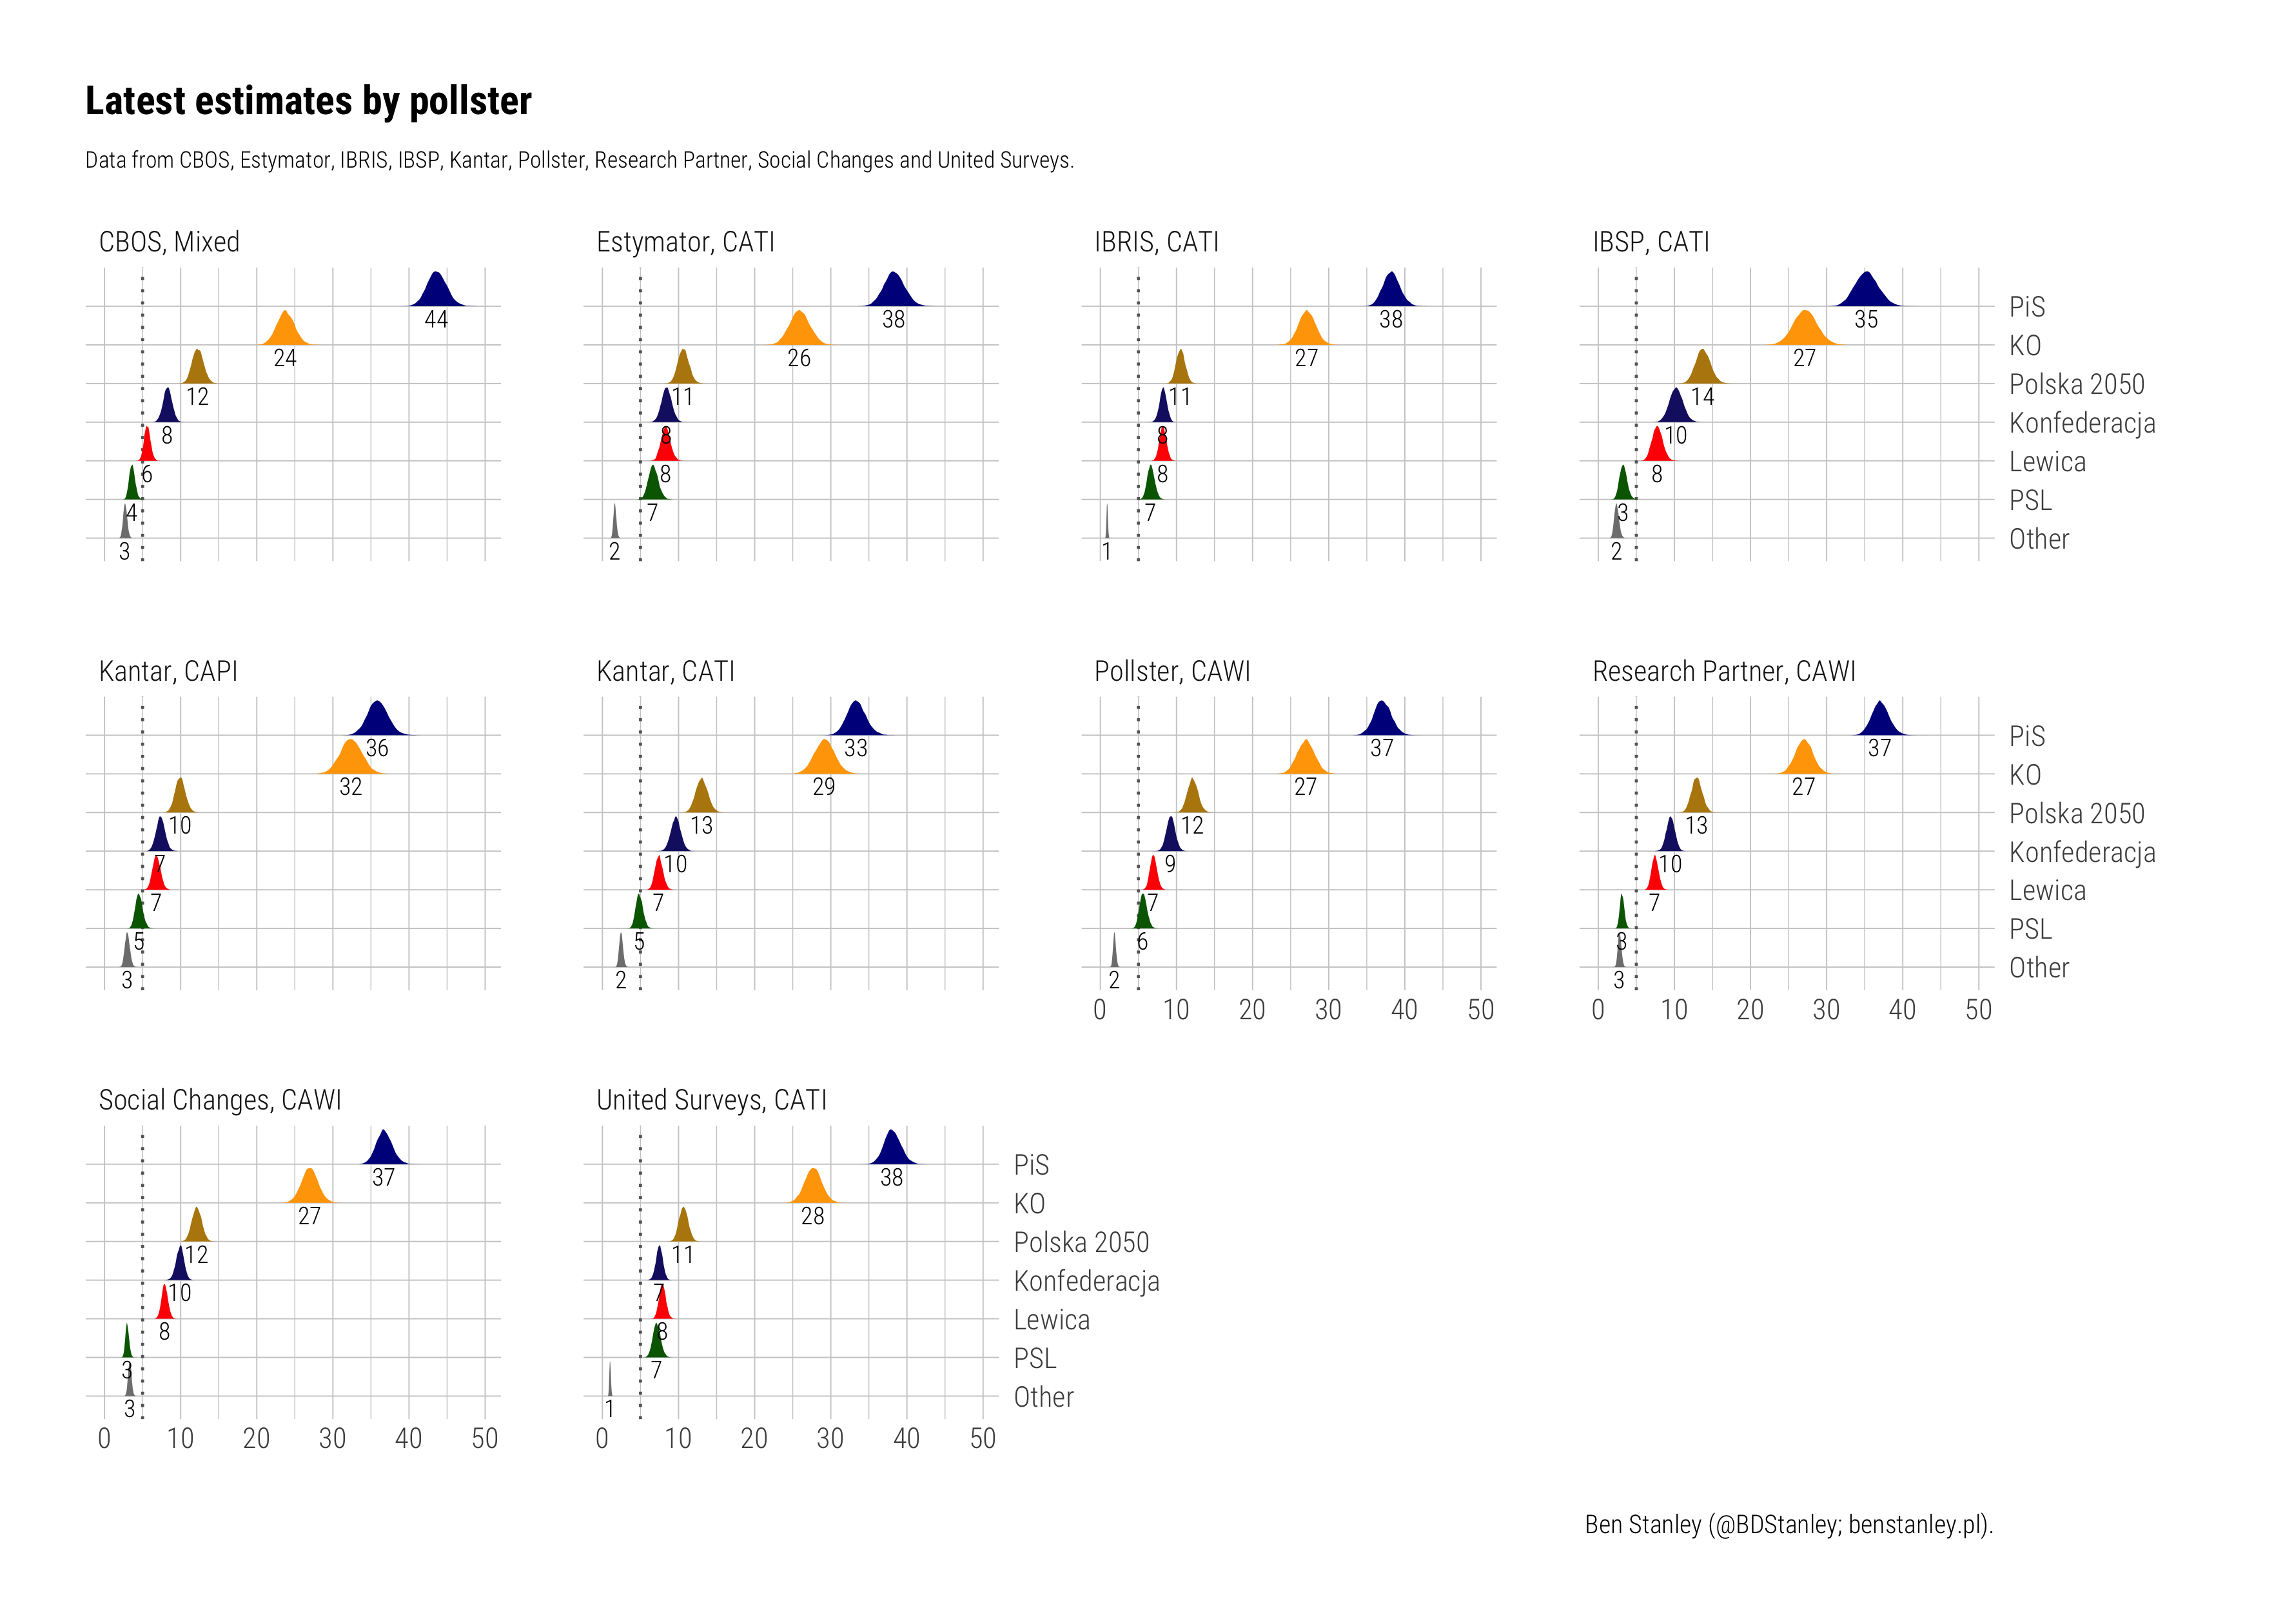 Latest estimates by pollster
Data from CBOS, Estymator, IBRIS, IBSP, Kantar, Pollster, Research Partner, Social Changes and United Surveys.
CBOS, Mixed
44
24
12
8
6
4
3
Estymator, CATI
38
26
11
8
8
7
2
IBRIS, CATI
38
27
11
8
8
7
1
IBSP, CATI
35
27
14
10
8
3
2
PiS
KO
Polska 2050
Konfederacja
Lewica
PSL
Other
Kantar, CAPI
36
32
10
7
7
5
3
Kantar, CATI
33
29
13
10
7
5
2
Pollster, CAWI
37
27
12
9
7
6
2
0 10 20 30 40 50
Research Partner, CAWI
37
27
13
10
7
3
3
0 10 20 30 40 50
PiS
KO
Polska 2050
Konfederacja
Lewica
PSL
Other
Social Changes, CAWI
37
27
12
10
8
3
3
0 10 20 30 40 50
United Surveys, CATI
38
28
11
7
8
7
1
0 10 20 30 40 50
PiS
KO
Polska 2050
Konfederacja
Lewica
PSL
Other
Ben Stanley (@BDStanley; benstanley.pl).